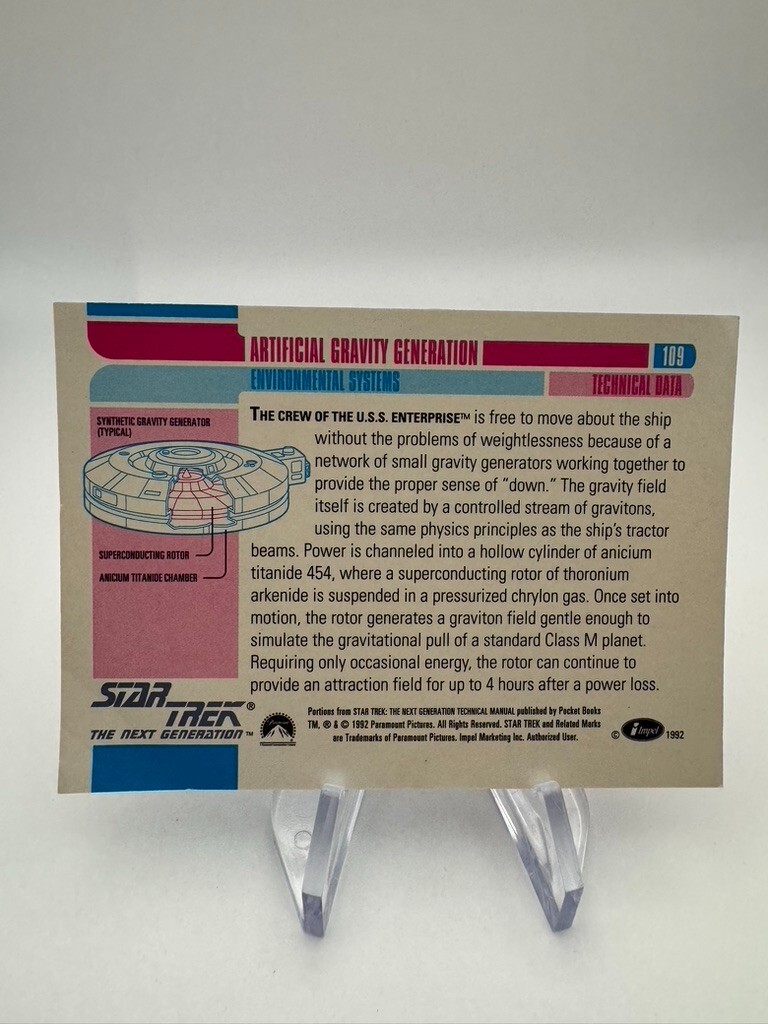 ARTIFICIAL GRAVITY GENERATION 109
ENVIRONMENTAL SYSTEMS TECHNICAL DATA
SYNTHETIC GRAVITY GENERATOR
(TYPICAL)
SUPERCONDUCTING ROTOR
ANICIUM TITANIDE CHAMBER
THE CREW OF THE U.S.S. ENTERPRISE™ is free to move about the ship
without the problems of weightlessness because of a
network of small gravity generators working together to
provide the proper sense of "down." The gravity field
itself is created by a controlled stream of gravitons,
using the same physics principles as the ship's tractor
beams. Power is channeled into a hollow cylinder of anicium
titanide 454, where a superconducting rotor of thoronium
arkenide is suspended in a pressurized chrylon gas. Once set into
motion, the rotor generates a graviton field gentle enough to
simulate the gravitational pull of a standard Class M planet.
Requiring only occasional energy, the rotor can continue to
provide an attraction field for up to 4 hours after a power loss.
STAR
TREK®
THE NEXT GENERATION™
Paramount
Portions from STAR TREK: THE NEXT GENERATION TECHNICAL MANUAL published by Pocket Books
TM, ® & © 1992 Paramount Pictures. All Rights Reserved. STAR TREK and Related Marks
are Trademarks of Paramount Pictures. Impel Marketing Inc. Authorized User.
© Impel 1992